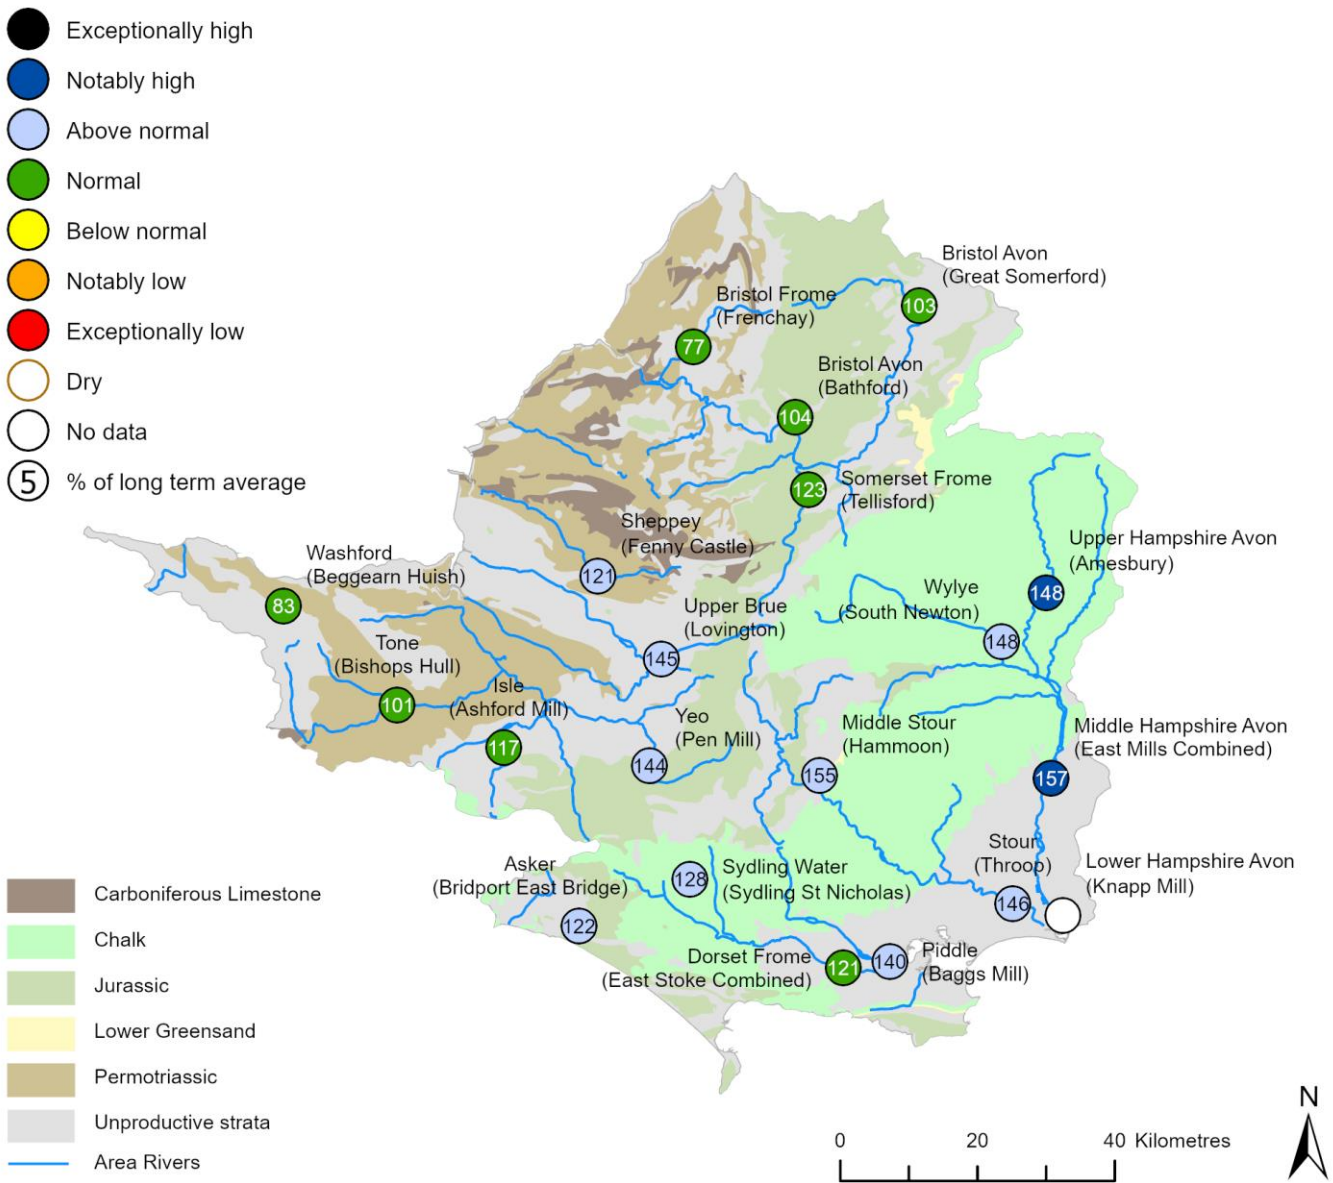 Exceptionally high
Notably high
Above normal
Normal
Below normal
Notably low
Exceptionally low
Dry
No data
5 % of long term average
Bristol Avon
(Great Somerford)
103
Bristol Frome
(Frenchay)
77
Bristol Avon
(Bathford)
104
Somerset Frome
(Tellisford)
123
Sheppey
(Fenny Castle)
121
Washford
(Beggearn Huish)
83
Upper Hampshire Avon
(Amesbury)
148
Wylye
(South Newton)
148
Upper Brue
(Lovington)
145
Tone
(Bishops Hull)
101
Isle
(Ashford Mill)
117
Yeo
(Pen Mill)
144
Middle Stour
(Hammoon)
155
Middle Hampshire Avon
(East Mills Combined)
157
Stour
(Throop)
146
Lower Hampshire Avon
(Knapp Mill)
Asker
(Bridport East Bridge)
122
128
Sydling Water
(Sydling St Nicholas)
Dorset Frome
(East Stoke Combined)
121
140
Piddle
(Baggs Mill)
Carboniferous Limestone
Chalk
Jurassic
Lower Greensand
Permotriassic
Unproductive strata
Area Rivers
0 20 40 Kilometres
N